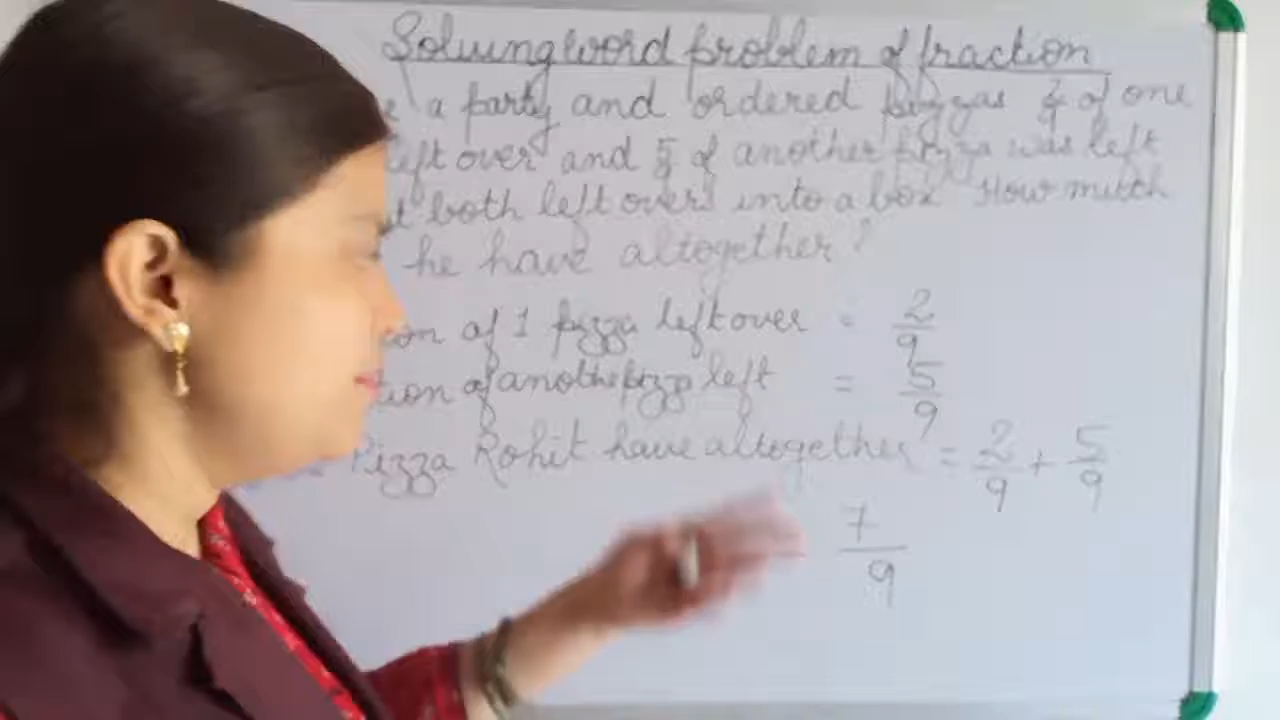 Solving word problem of fraction
a party and ordered pizzas 2/9 of one
left over and 5/9 of another pizza was left
both left overs into a box How much
he have altogether?
of 1 pizza leftover = 2/9
of another pizza left = 5/9
Pizza Rohit have altogether = 2/9 + 5/9
7/9